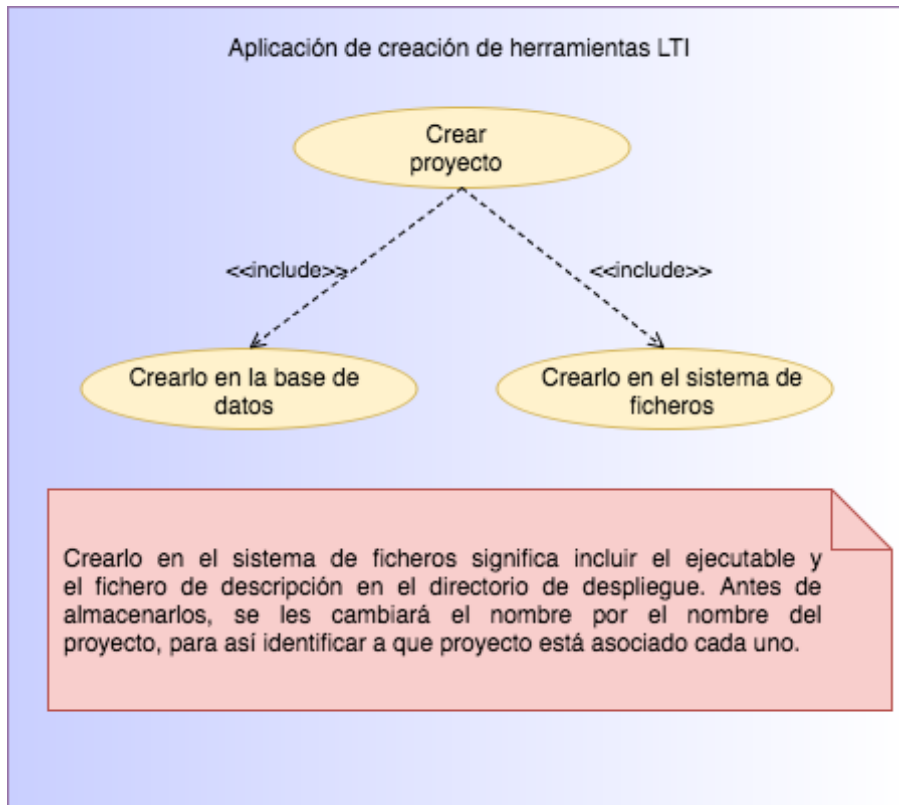 Aplicación de creación de herramientas LTI
Crear
proyecto
<<include>>
<<include>>
Crearlo en la base de
datos
Crearlo en el sistema de
ficheros
Crearlo en el sistema de ficheros significa incluir el ejecutable y
el fichero de descripción en el directorio de despliegue. Antes de
almacenarlos, se les cambiará el nombre por el nombre del
proyecto, para así identificar a que proyecto está asociado cada uno.